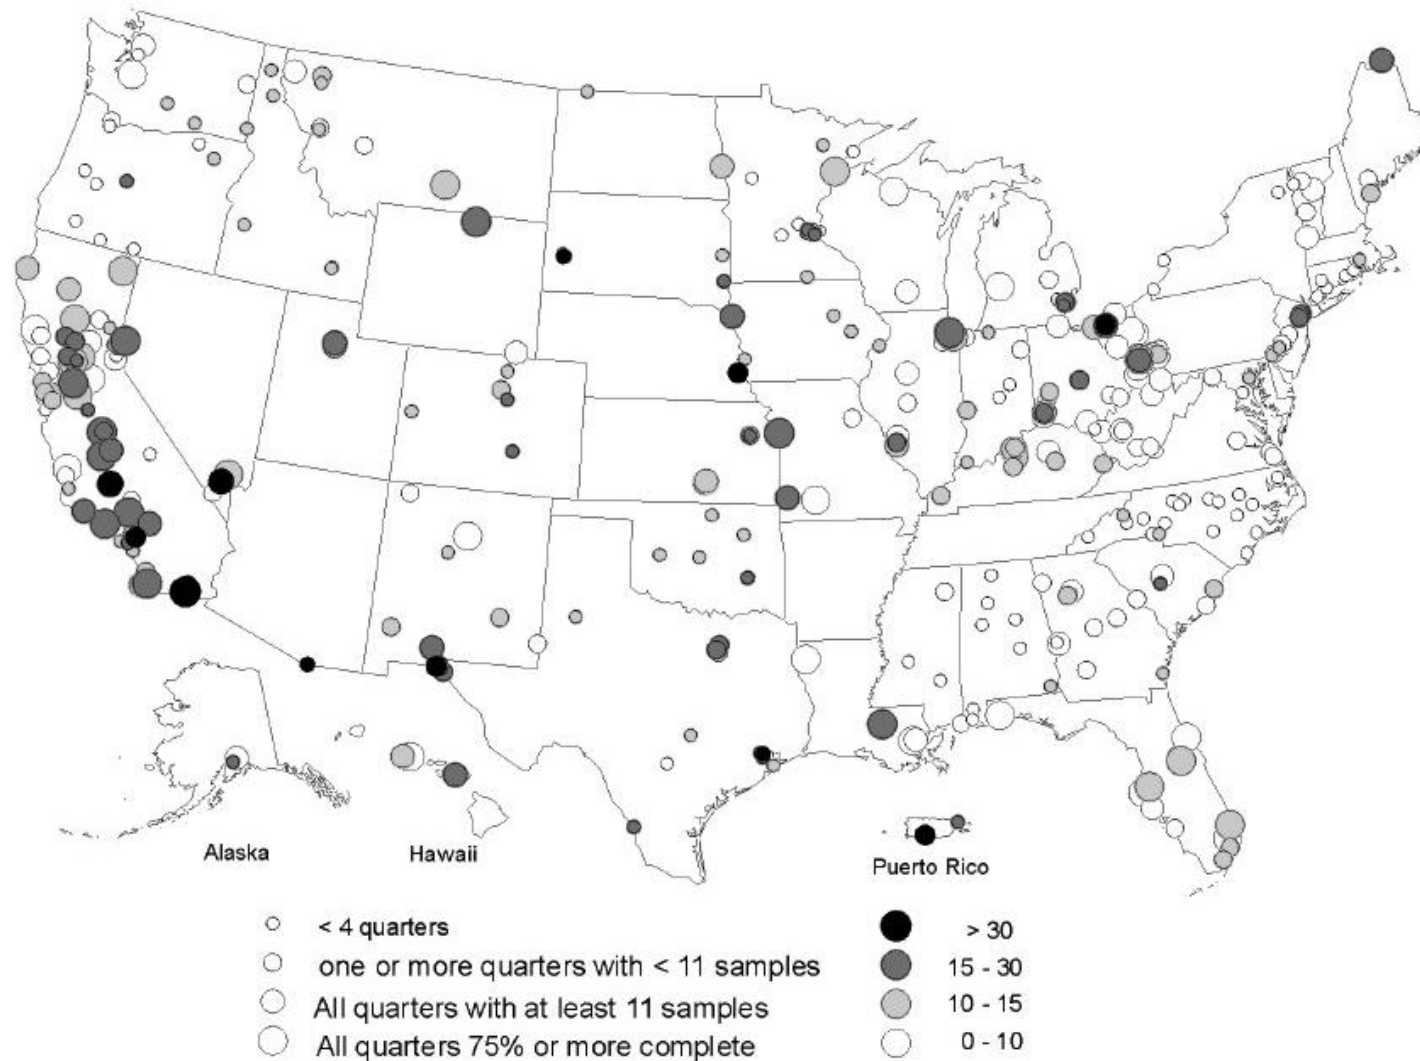 Alaska
Hawaii
Puerto Rico
< 4 quarters
one or more quarters with < 11 samples
All quarters with at least 11 samples
All quarters 75% or more complete
> 30
15 - 30
10 - 15
0 - 10